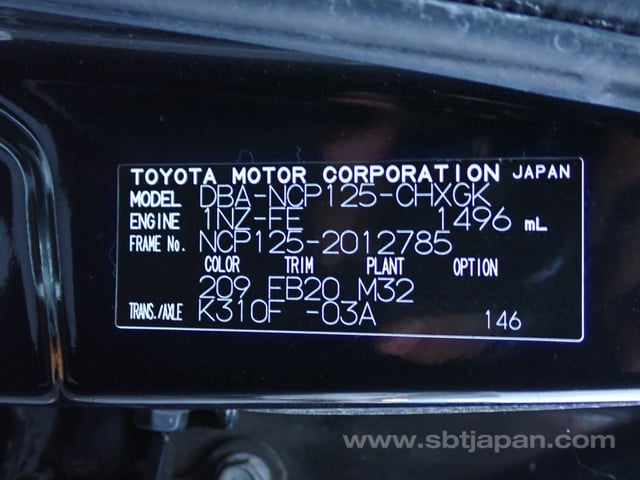 TOYOTA MOTOR CORPORATION JAPAN
MODEL DBA-NCP125-CHXGK
ENGINE 1NZ-FE 1496 mL
FRAME No. NCP125-2012785
COLOR TRIM PLANT OPTION
209 FB20 M32
TRANS./AXLE K310F -03A 146
www.sbtjapan.com